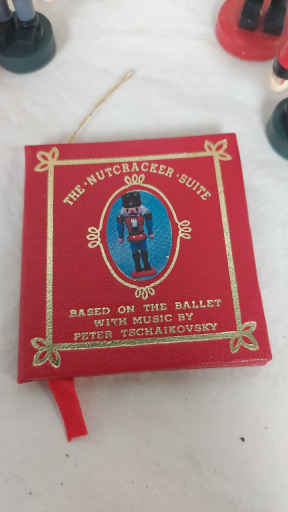 THE·NUTCRACKER·SUITE
BASED ON THE BALLET
WITH MUSIC BY
PETER TSCHAIKOVSKY